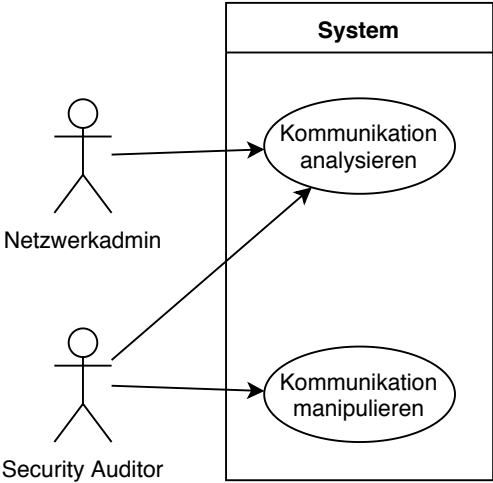 System
Kommunikation
analysieren
Netzwerkadmin
Kommunikation
manipulieren
Security Auditor